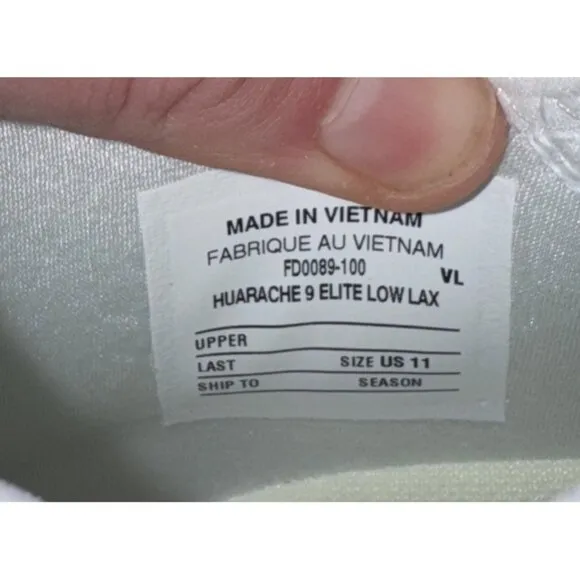 MADE IN VIETNAM
FABRIQUE AU VIETNAM
FD0089-100 VL
HUARACHE 9 ELITE LOW LAX
UPPER
LAST SIZE US 11
SHIP TO SEASON